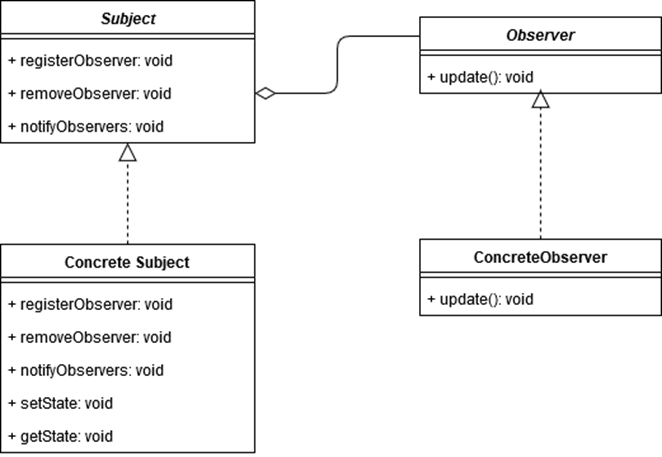 Subject
+ registerObserver: void
+ removeObserver: void
+ notifyObservers: void
Observer
+ update(): void
Concrete Subject
+ registerObserver: void
+ removeObserver: void
+ notifyObservers: void
+ setState: void
+ getState: void
ConcreteObserver
+ update(): void